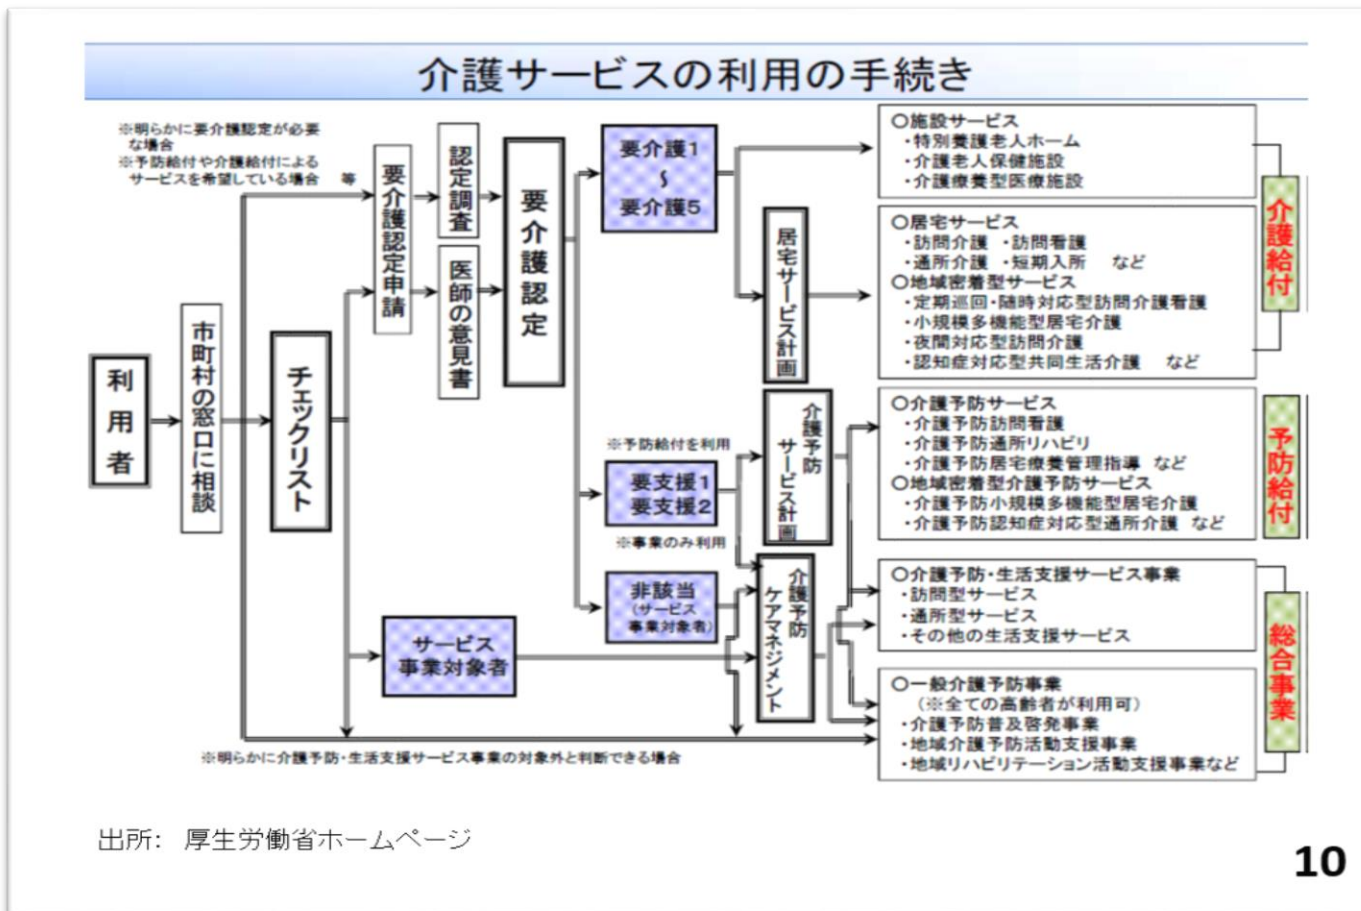 介護サービスの利用の手続き
※明らかに要介護認定が必要
な場合
※予防給付や介護給付による
サービスを希望している場合 等
利用者
市町村の窓口に相談
チェックリスト
要介護認定申請
認定調査
医師の意見書
要介護認定
要介護1
〜
要介護5
※予防給付を利用
要支援1
要支援2
※事業のみ利用
非該当
(サービス
事業対象者)
サービス
事業対象者
居宅サービス計画
介護予防
サービス計画
介護予防
ケアマネジメント
○施設サービス
・特別養護老人ホーム
・介護老人保健施設
・介護療養型医療施設
○居宅サービス
・訪問介護 ・訪問看護
・通所介護 ・短期入所 など
○地域密着型サービス
・定期巡回・随時対応型訪問介護看護
・小規模多機能型居宅介護
・夜間対応型訪問介護
・認知症対応型共同生活介護 など
介護給付
○介護予防サービス
・介護予防訪問看護
・介護予防通所リハビリ
・介護予防居宅療養管理指導 など
○地域密着型介護予防サービス
・介護予防小規模多機能型居宅介護
・介護予防認知症対応型通所介護 など
予防給付
○介護予防・生活支援サービス事業
・訪問型サービス
・通所型サービス
・その他の生活支援サービス
○一般介護予防事業
(※全ての高齢者が利用可)
・介護予防普及啓発事業
・地域介護予防活動支援事業
・地域リハビリテーション活動支援事業など
総合事業
※明らかに介護予防・生活支援サービス事業の対象外と判断できる場合
出所: 厚生労働省ホームページ
10